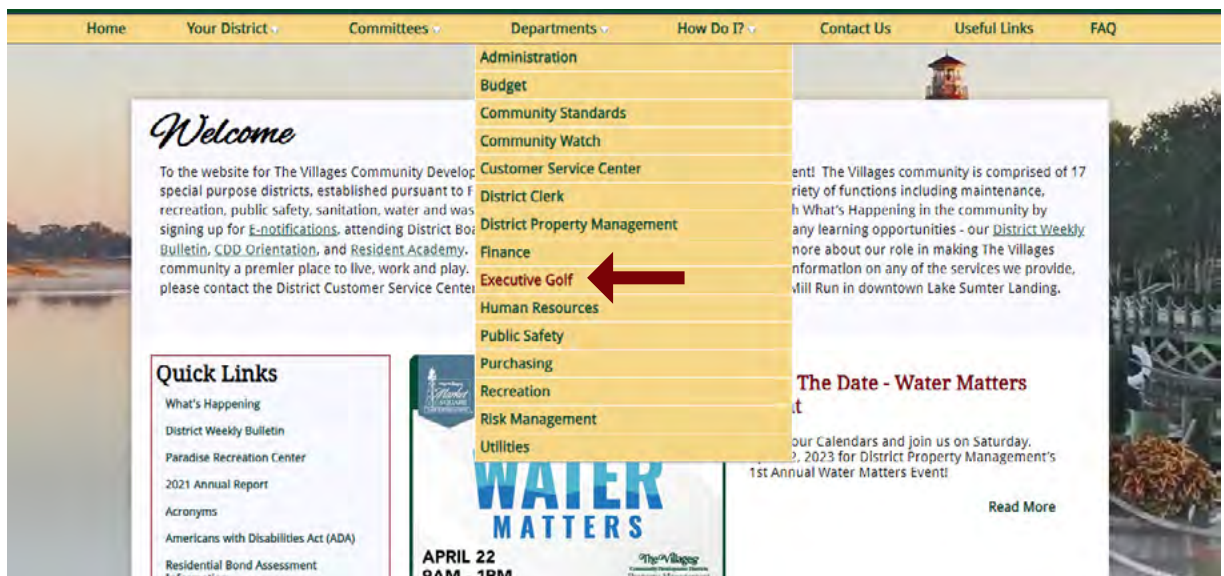 Home Your District Committees Departments How Do I? Contact Us Useful Links FAQ
Administration
Budget
Community Standards
Community Watch
Customer Service Center
District Clerk
District Property Management
Finance
Executive Golf
Human Resources
Public Safety
Purchasing
Recreation
Risk Management
Utilities
Welcome
To the website for The Villages Community Develop ent! The Villages community is comprised of 17
special purpose districts, established pursuant to F riety of functions including maintenance,
recreation, public safety, sanitation, water and was h What's Happening in the community by
signing up for E-notifications, attending District Boa any learning opportunities - our District Weekly
Bulletin, CDD Orientation, and Resident Academy. more about our role in making The Villages
community a premier place to live, work and play. nformation on any of the services we provide,
please contact the District Customer Service Center Mill Run in downtown Lake Sumter Landing.
Quick Links
What's Happening
District Weekly Bulletin
Paradise Recreation Center
2021 Annual Report
Acronyms
Americans with Disabilities Act (ADA)
Residential Bond Assessment
Market
SQUARE
WATER
MATTERS
APRIL 22
9AM - 1PM
The Villages
The Date - Water Matters
t
our Calendars and join us on Saturday,
2, 2023 for District Property Management's
1st Annual Water Matters Event!
Read More